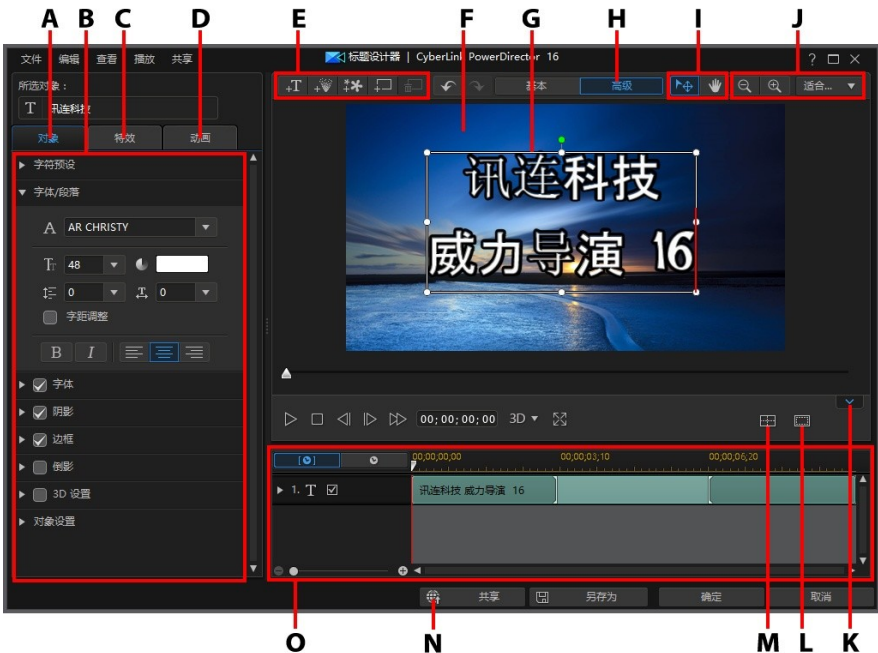 A B C D E F G H I J
文件 编辑 查看 播放 共享 标题设计器 | CyberLink PowerDirector 16
所选对象：
T 讯连科技
对象 特效 动画
+T 基本 高级 适合...
字符预设
字体/段落
A AR CHRISTY
48
0 0
字距调整
B I
字体
阴影
边框
倒影
3D 设置
对象设置
讯连科技
威力导演 16
00;00;00;00 3D
00;00;00;00 00;00;03;10 00;00;06;20
1. T 讯连科技 威力导演 16
共享 另存为 确定 取消
O N M L K